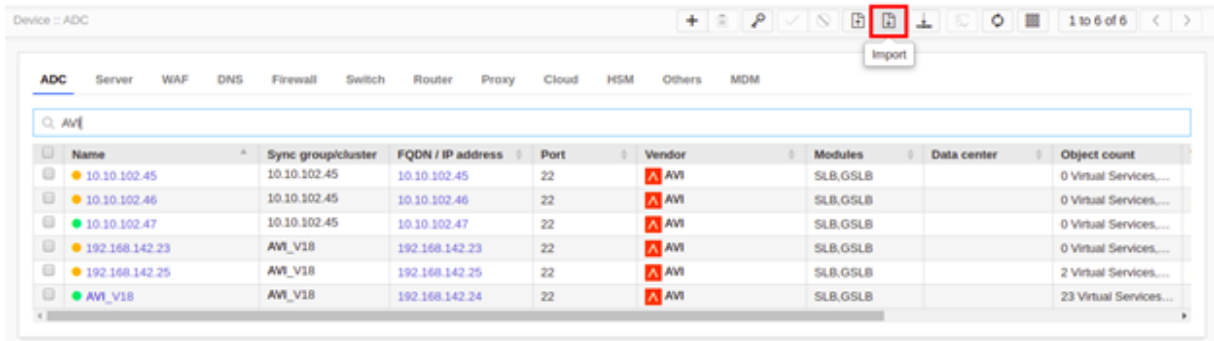 Device :: ADC 1 to 6 of 6
Import
ADC Server WAF DNS Firewall Switch Router Proxy Cloud HSM Others MDM
AVI
Name Sync group/cluster FQDN / IP address Port Vendor Modules Data center Object count
10.10.102.45 10.10.102.45 10.10.102.45 22 AVI SLB,GSLB 0 Virtual Services,...
10.10.102.46 10.10.102.45 10.10.102.46 22 AVI SLB,GSLB 0 Virtual Services,...
10.10.102.47 10.10.102.45 10.10.102.47 22 AVI SLB,GSLB 0 Virtual Services,...
192.168.142.23 AVI_V18 192.168.142.23 22 AVI SLB,GSLB 0 Virtual Services,...
192.168.142.25 AVI_V18 192.168.142.25 22 AVI SLB,GSLB 2 Virtual Services,...
AVI_V18 AVI_V18 192.168.142.24 22 AVI SLB,GSLB 23 Virtual Services...